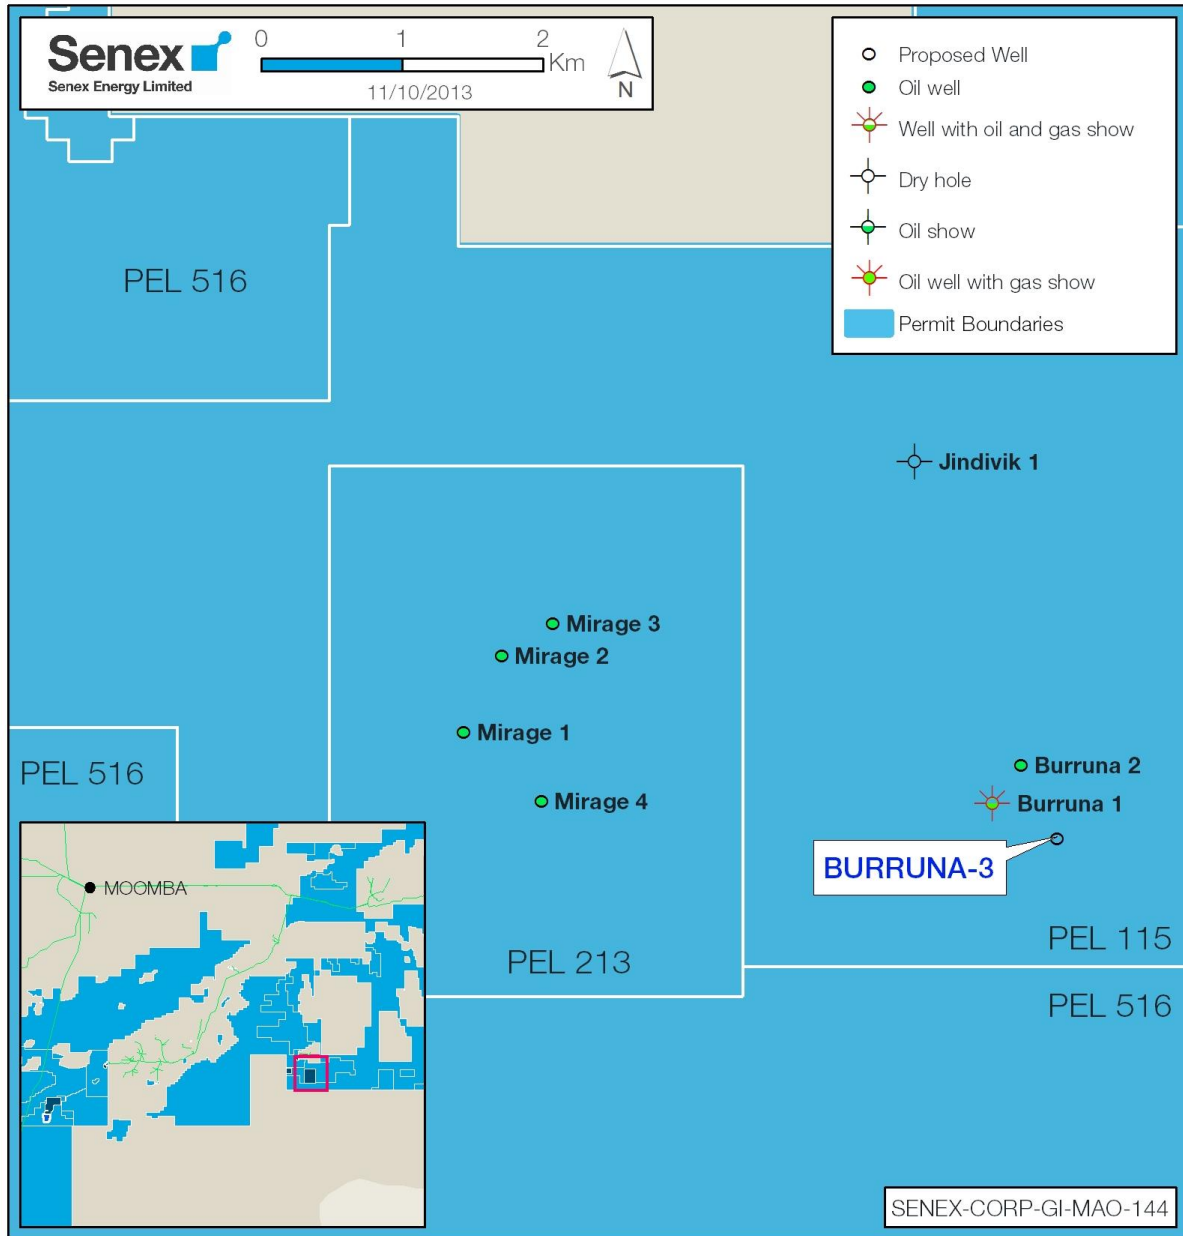 Senex
Senex Energy Limited
0 1 2
Km
11/10/2013
N
Proposed Well
Oil well
Well with oil and gas show
Dry hole
Oil show
Oil well with gas show
Permit Boundaries
PEL 516
Jindivik 1
Mirage 3
Mirage 2
Mirage 1
Mirage 4
PEL 516
Burruna 2
Burruna 1
BURRUNA-3
MOOMBA
PEL 115
PEL 213
PEL 516
SENEX-CORP-GI-MAO-144